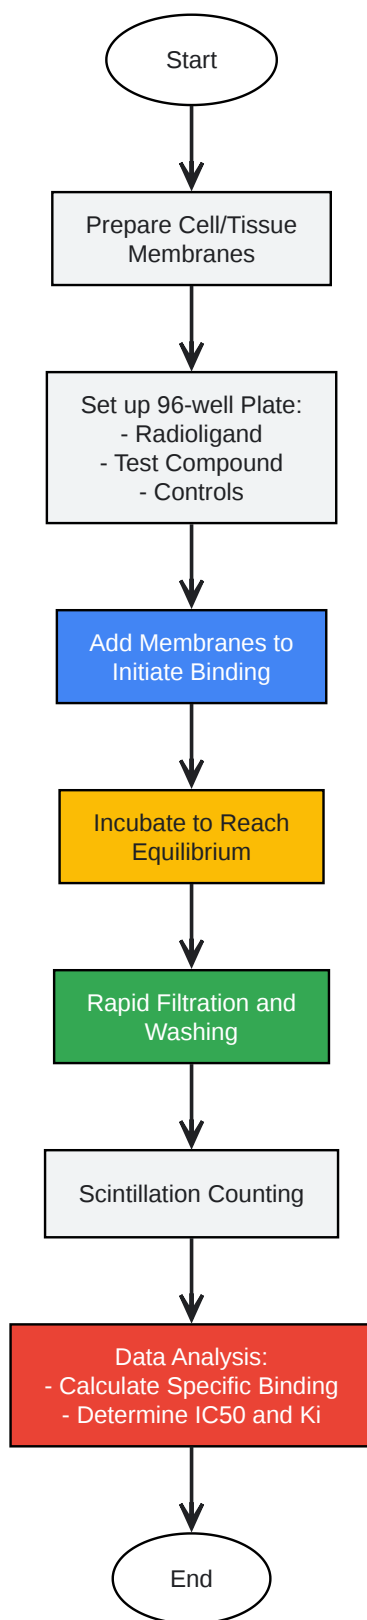 Start
Prepare Cell/Tissue
Membranes
Set up 96-well Plate:
- Radioligand
- Test Compound
- Controls
Add Membranes to
Initiate Binding
Incubate to Reach
Equilibrium
Rapid Filtration and
Washing
Scintillation Counting
Data Analysis:
- Calculate Specific Binding
- Determine IC50 and Ki
End